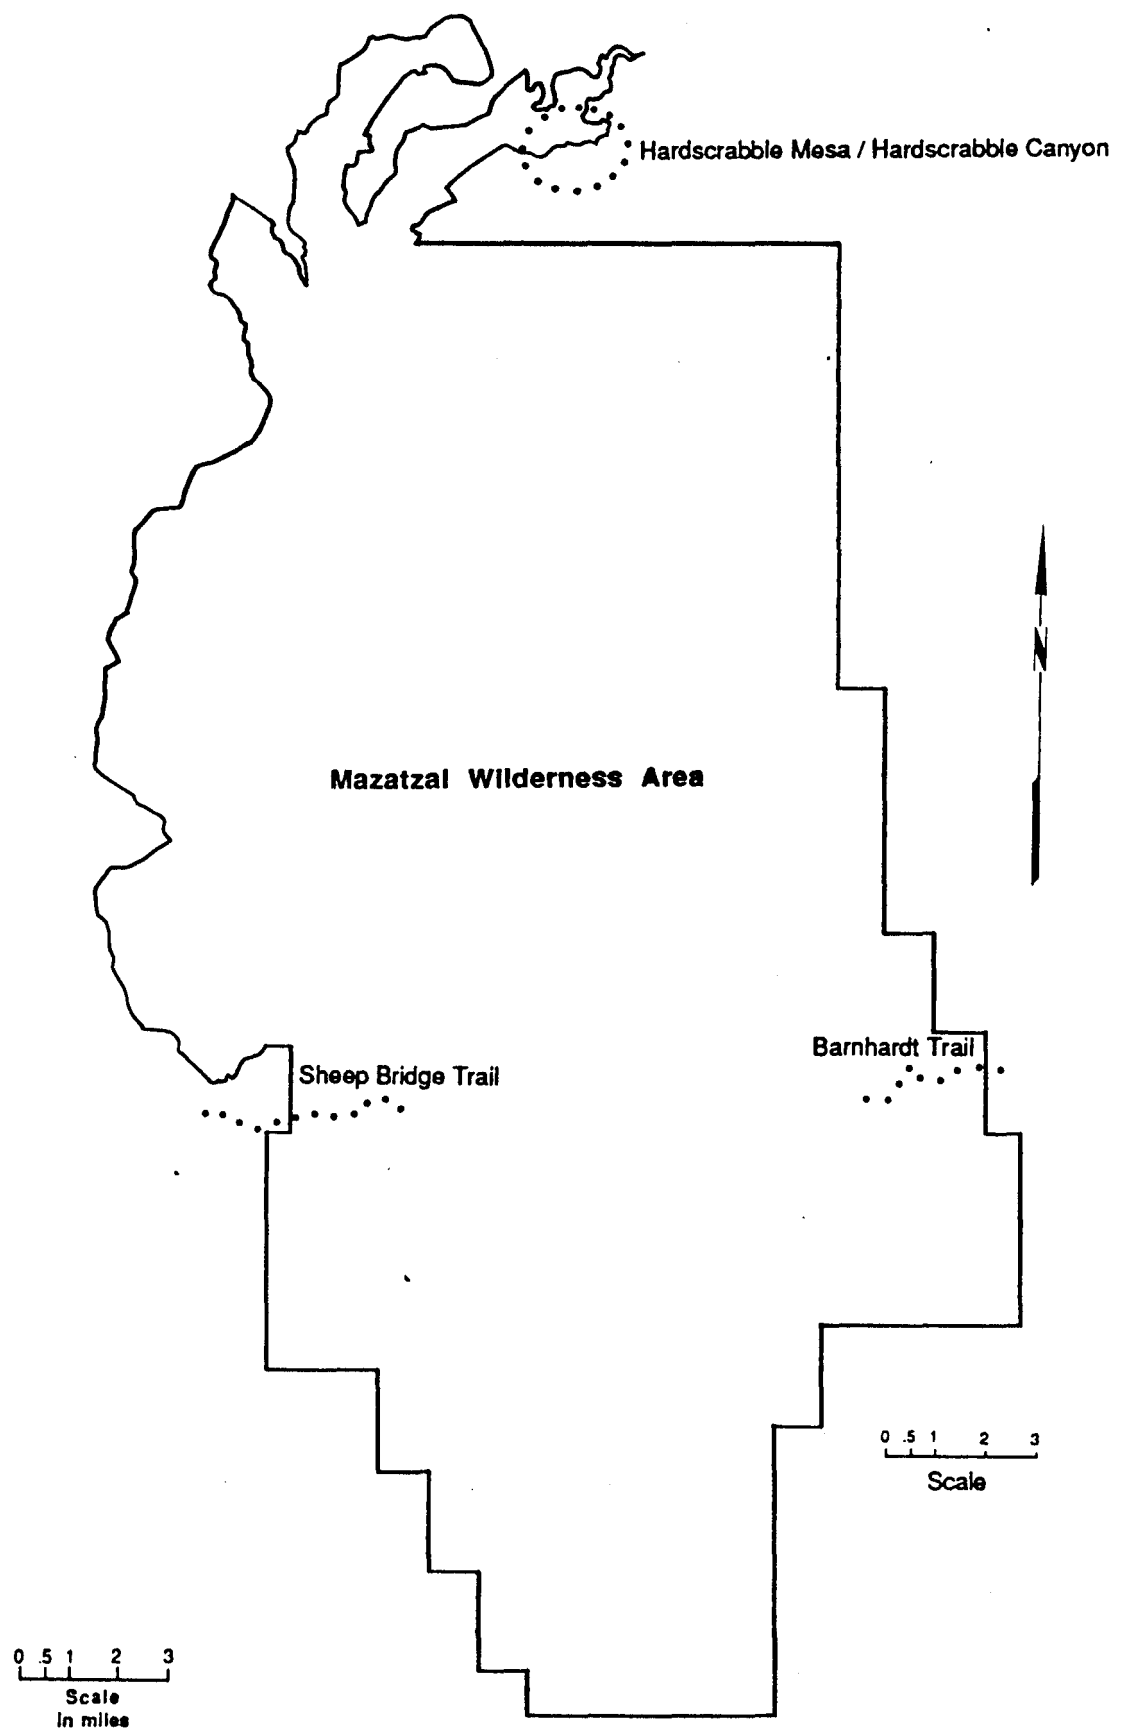 Hardscrabble Mesa / Hardscrabble Canyon
N
Mazatzal Wilderness Area
Barnhardt Trail
Sheep Bridge Trail
0 .5 1 2 3
Scale
0 .5 1 2 3
Scale
in miles